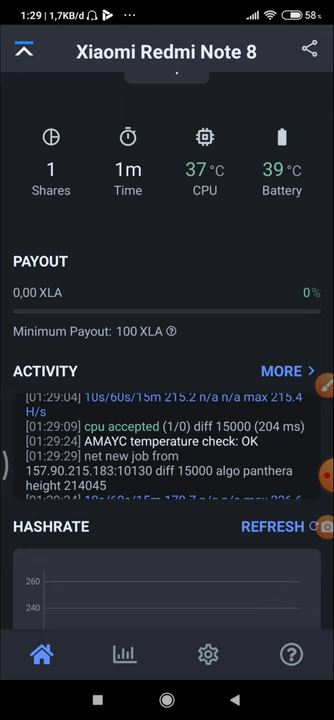 1:29 | 1,7KB/d
58%
Xiaomi Redmi Note 8
1 1m 37 °C 39 °C
Shares Time CPU Battery
PAYOUT
0,00 XLA 0%
Minimum Payout: 100 XLA ?
ACTIVITY MORE >
[01:29:04] 10s/60s/15m 215.2 n/a n/a max 215.4
H/s
[01:29:09] cpu accepted (1/0) diff 15000 (204 ms)
[01:29:24] AMAYC temperature check: OK
[01:29:29] net new job from
157.90.215.183:10130 diff 15000 algo panthera
height 214045
HASHRATE REFRESH
260
240
?